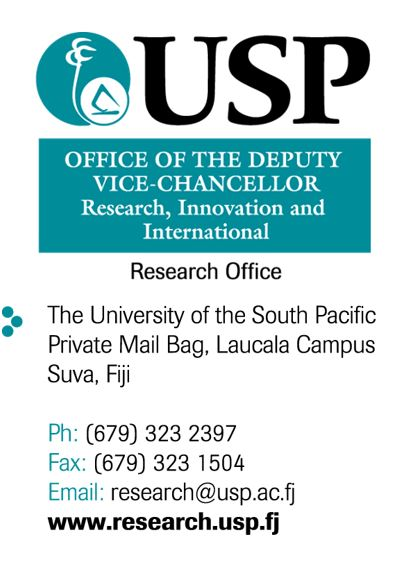 USP
OFFICE OF THE DEPUTY
VICE-CHANCELLOR
Research, Innovation and
International
Research Office
The University of the South Pacific
Private Mail Bag, Laucala Campus
Suva, Fiji
Ph: (679) 323 2397
Fax: (679) 323 1504
Email: research@usp.ac.fj
www.research.usp.fj